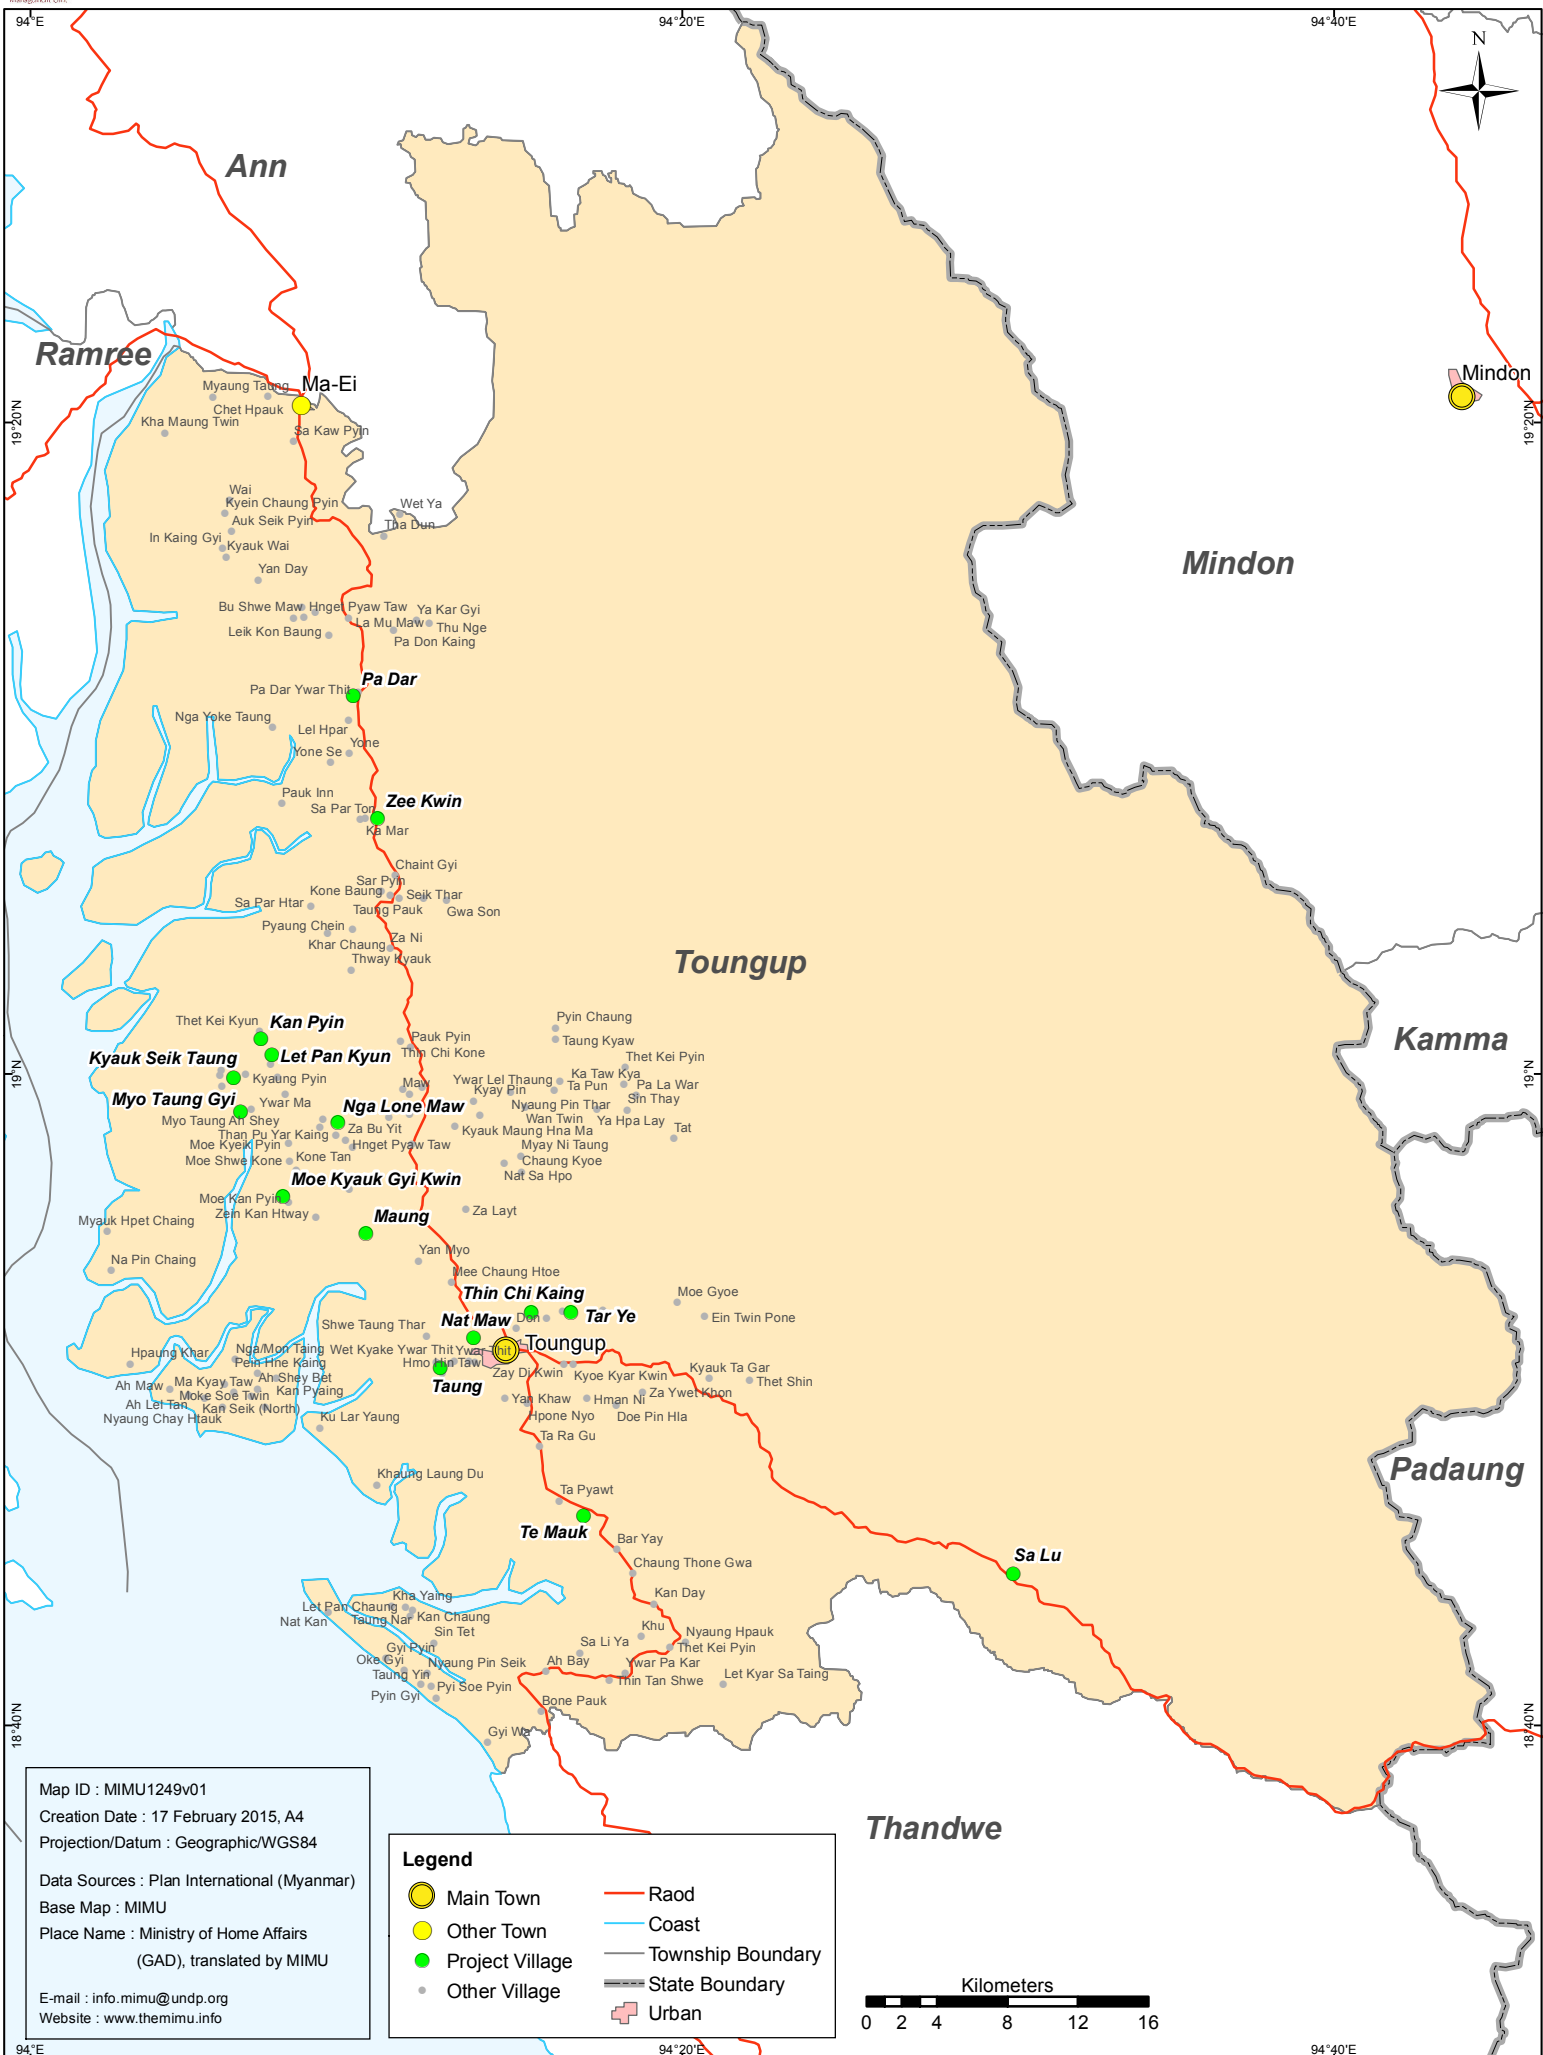 94°E
94°20'E
94°40'E
N
Ann
Ramree
Myaung Taung
Ma-Ei
Mindon
Chet Hpauk
Kha Maung Twin
Sa Kaw Pyin
19°20'N
19°20'N
Wai
Kyein Chaung Pyin
Wet Ya
Auk Seik Pyin
Tha Dun
In Kaing Gyi
Kyauk Wai
Mindon
Yan Day
Bu Shwe Maw
Hnget Pyaw Taw
Ya Kar Gyi
La Mu Maw
Thu Nge
Leik Kon Baung
Pa Don Kaing
Pa Dar
Pa Dar Ywar Thit
Nga Yoke Taung
Lel Hpar
Yone
Yone Se
Pauk Inn
Zee Kwin
Sa Par Ton
Ka Mar
Chaint Gyi
Sar Pyin
Kone Baung
Seik Thar
Sa Par Htar
Taung Pauk
Gwa Son
Pyaung Chein
Khar Chaung
Za Ni
Thway Kyauk
Toungup
Thet Kei Kyun
Kan Pyin
Pyin Chaung
Pauk Pyin
Taung Kyaw
Kamma
Thin Chi Kone
Kyauk Seik Taung
Let Pan Kyun
Thet Kei Pyin
19°N
19°N
Kyaung Pyin
Maw
Ywar Lel Thaung
Ka Taw Kya
Kyay Pin
Ta Pun
Pa La War
Myo Taung Gyi
Ywar Ma
Nga Lone Maw
Nyaung Pin Thar
Sin Thay
Myo Taung Ah Shey
Wan Twin
Ya Hpa Lay
Than Pu Yar Kaing
Za Bu Yit
Kyauk Maung Hna Ma
Tat
Moe Kyeik Pyin
Hnget Pyaw Taw
Myay Ni Taung
Moe Shwe Kone
Kone Tan
Chaung Kyoe
Moe Kyauk Gyi Kwin
Nat Sa Hpo
Moe Kan Pyin
Zein Kan Htway
Maung
Za Layt
Myauk Hpet Chaing
Yan Myo
Na Pin Chaing
Mee Chaung Htoe
Thin Chi Kaing
Moe Gyoe
Nat Maw
Don
Tar Ye
Ein Twin Pone
Shwe Taung Thar
Toungup
Hpaung Khar
Nga/Mon Taing
Wet Kyake Ywar Thit
Ywar Thit
Pein Hne Kaing
Hmo Hin Taw
Zay Di Kwin
Kyoe Kyar Kwin
Kyauk Ta Gar
Ah Maw
Ma Kyay Taw
Ah Shey Bet
Taung
Thet Shin
Moke Soe Twin
Kan Pyaing
Yan Khaw
Hman Ni
Za Ywet Khon
Ah Lei Tan
Kan Seik (North)
Hpone Nyo
Doe Pin Hla
Nyaung Chay Htauk
Ku Lar Yaung
Ta Ra Gu
Padaung
Khaung Laung Du
Ta Pyawt
Te Mauk
Bar Yay
Sa Lu
Chaung Thone Gwa
Kha Yaing
Kan Day
Let Pan Chaung
Nat Kan
Taung Nar
Kan Chaung
Sin Tet
Khu
Nyaung Hpauk
Gyi Pyin
Sa Li Ya
Thet Kei Pyin
Oke Gyi
Nyaung Pin Seik
Ah Bay
Ywar Pa Kar
Taung Yin
Thin Tan Shwe
Let Kyar Sa Taing
Pyin Gyi
Pyi Soe Pyin
Bone Pauk
Gyi Wa
18°40'N
18°40'N
Thandwe
Map ID : MIMU1249v01
Creation Date : 17 February 2015, A4
Projection/Datum : Geographic/WGS84
Data Sources : Plan International (Myanmar)
Base Map : MIMU
Place Name : Ministry of Home Affairs
(GAD), translated by MIMU
E-mail : info.mimu@undp.org
Website : www.themimu.info
Legend
Main Town
Other Town
Project Village
Other Village
Raod
Coast
Township Boundary
State Boundary
Urban
Kilometers
0 2 4 8 12 16
94°E
94°20'E
94°40'E